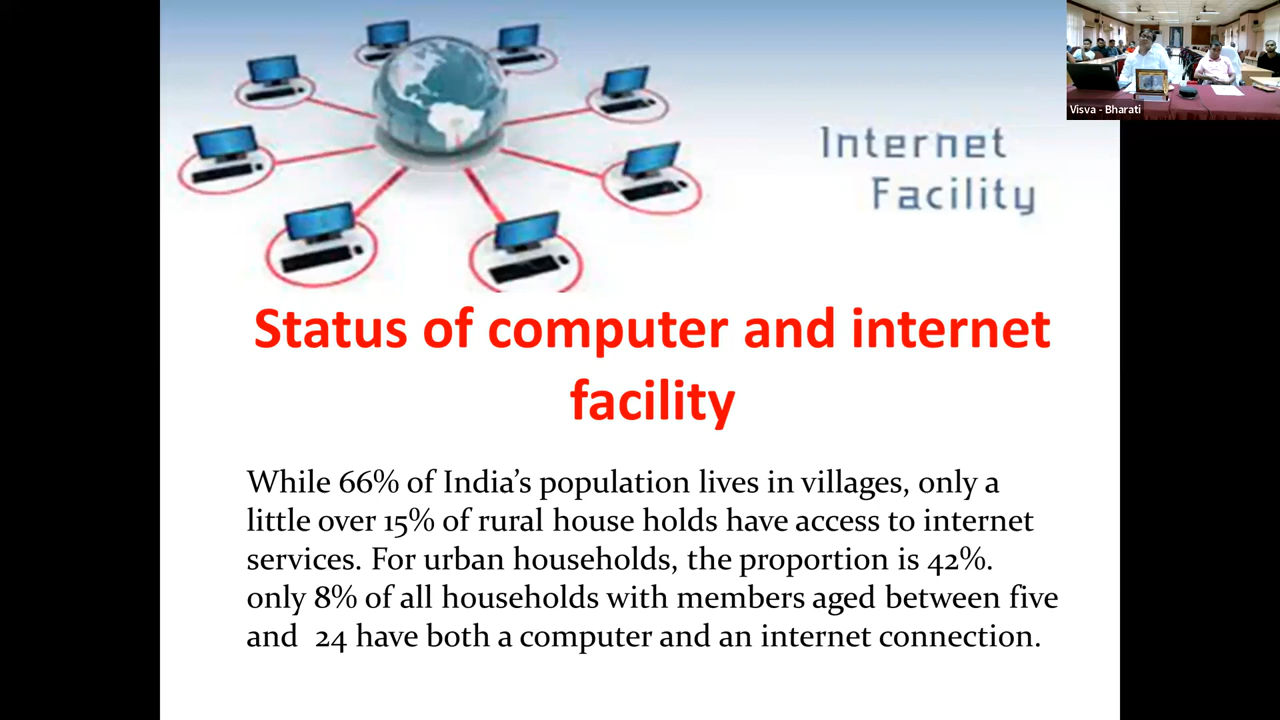 Visva - Bharati
Internet
Facility
Status of computer and internet
facility
While 66% of India's population lives in villages, only a
little over 15% of rural house holds have access to internet
services. For urban households, the proportion is 42%.
only 8% of all households with members aged between five
and 24 have both a computer and an internet connection.